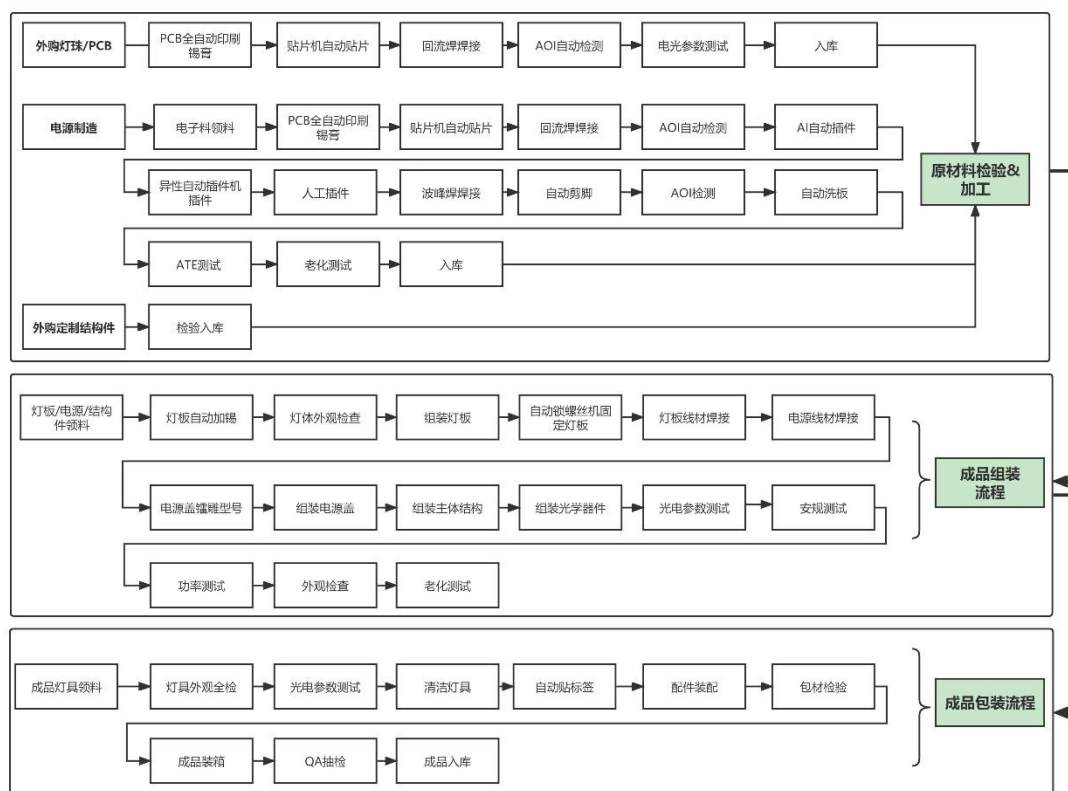 外购灯珠/PCB
PCB全自动印刷
锡膏
贴片机自动贴片
回流焊焊接
AOI自动检测
电光参数测试
入库
电源制造
电子料领料
PCB全自动印刷
锡膏
贴片机自动贴片
回流焊焊接
AOI自动检测
AI自动插件
异性自动插件机
插件
人工插件
波峰焊焊接
自动剪脚
AOI检测
自动洗板
ATE测试
老化测试
入库
外购定制结构件
检验入库
原材料检验&
加工
灯板/电源/结构
件领料
灯板自动加锡
灯体外观检查
组装灯板
自动锁螺丝机固
定灯板
灯板线材焊接
电源线材焊接
电源盖镭雕型号
组装电源盖
组装主体结构
组装光学器件
光电参数测试
安规测试
功率测试
外观检查
老化测试
成品组装
流程
成品灯具领料
灯具外观全检
光电参数测试
清洁灯具
自动贴标签
配件装配
包材检验
成品装箱
QA抽检
成品入库
成品包装流程